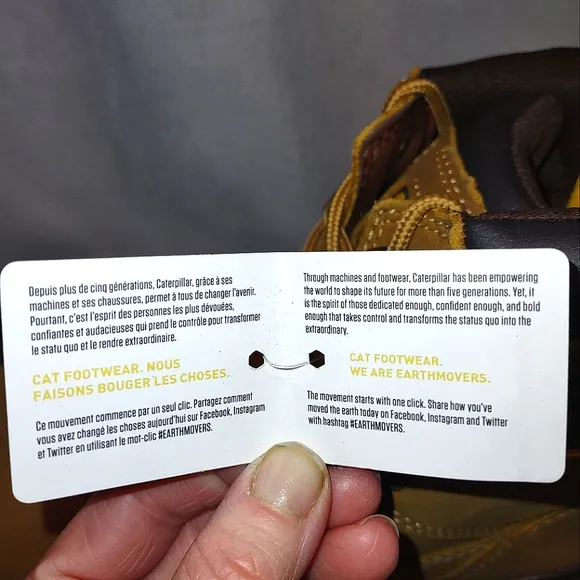 Depuis plus de cinq générations, Caterpillar, grâce à ses
machines et ses chaussures, permet à tous de changer l'avenir.
Pourtant, c'est l'esprit des personnes les plus dévouées,
confiantes et audacieuses qui prend le contrôle pour transformer
le statu quo et le rendre extraordinaire.
CAT FOOTWEAR. NOUS
FAISONS BOUGER LES CHOSES.
Ce mouvement commence par un seul clic. Partagez comment
vous avez changé les choses aujourd'hui sur Facebook, Instagram
et Twitter en utilisant le mot-clic #EARTHMOVERS.
Through machines and footwear, Caterpillar has been empowering
the world to shape its future for more than five generations. Yet, it
is the spirit of those dedicated enough, confident enough, and bold
enough that takes control and transforms the status quo into the
extraordinary.
CAT FOOTWEAR.
WE ARE EARTHMOVERS.
The movement starts with one click. Share how you've
moved the earth today on Facebook, Instagram and Twitter
with hashtag #EARTHMOVERS.